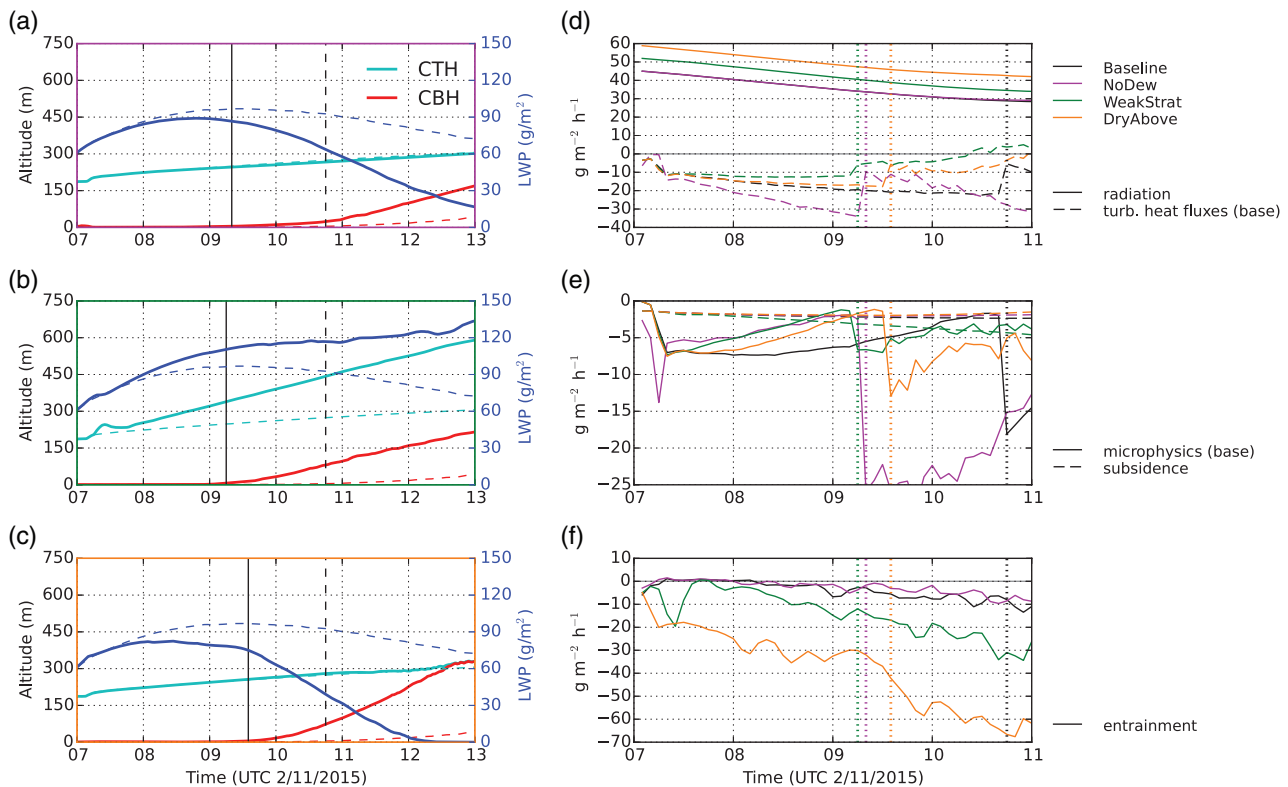 (a)
750
600
450
300
150
0
Altitude (m)
07 08 09 10 11 12 13
150
120
90
60
30
0
LWP (g/m²)
CTH
CBH
(b)
750
600
450
300
150
0
Altitude (m)
07 08 09 10 11 12 13
150
120
90
60
30
0
LWP (g/m²)
(c)
750
600
450
300
150
0
Altitude (m)
07 08 09 10 11 12 13
150
120
90
60
30
0
LWP (g/m²)
Time (UTC 2/11/2015)
(d)
60
50
40
30
20
10
0
−10
−20
−30
−40
g m⁻² h⁻¹
07 08 09 10 11
Baseline
NoDew
WeakStrat
DryAbove
radiation
turb. heat fluxes (base)
(e)
0
−5
−10
−15
−20
−25
g m⁻² h⁻¹
07 08 09 10 11
microphysics (base)
subsidence
(f)
10
0
−10
−20
−30
−40
−50
−60
−70
g m⁻² h⁻¹
07 08 09 10 11
Time (UTC 2/11/2015)
entrainment